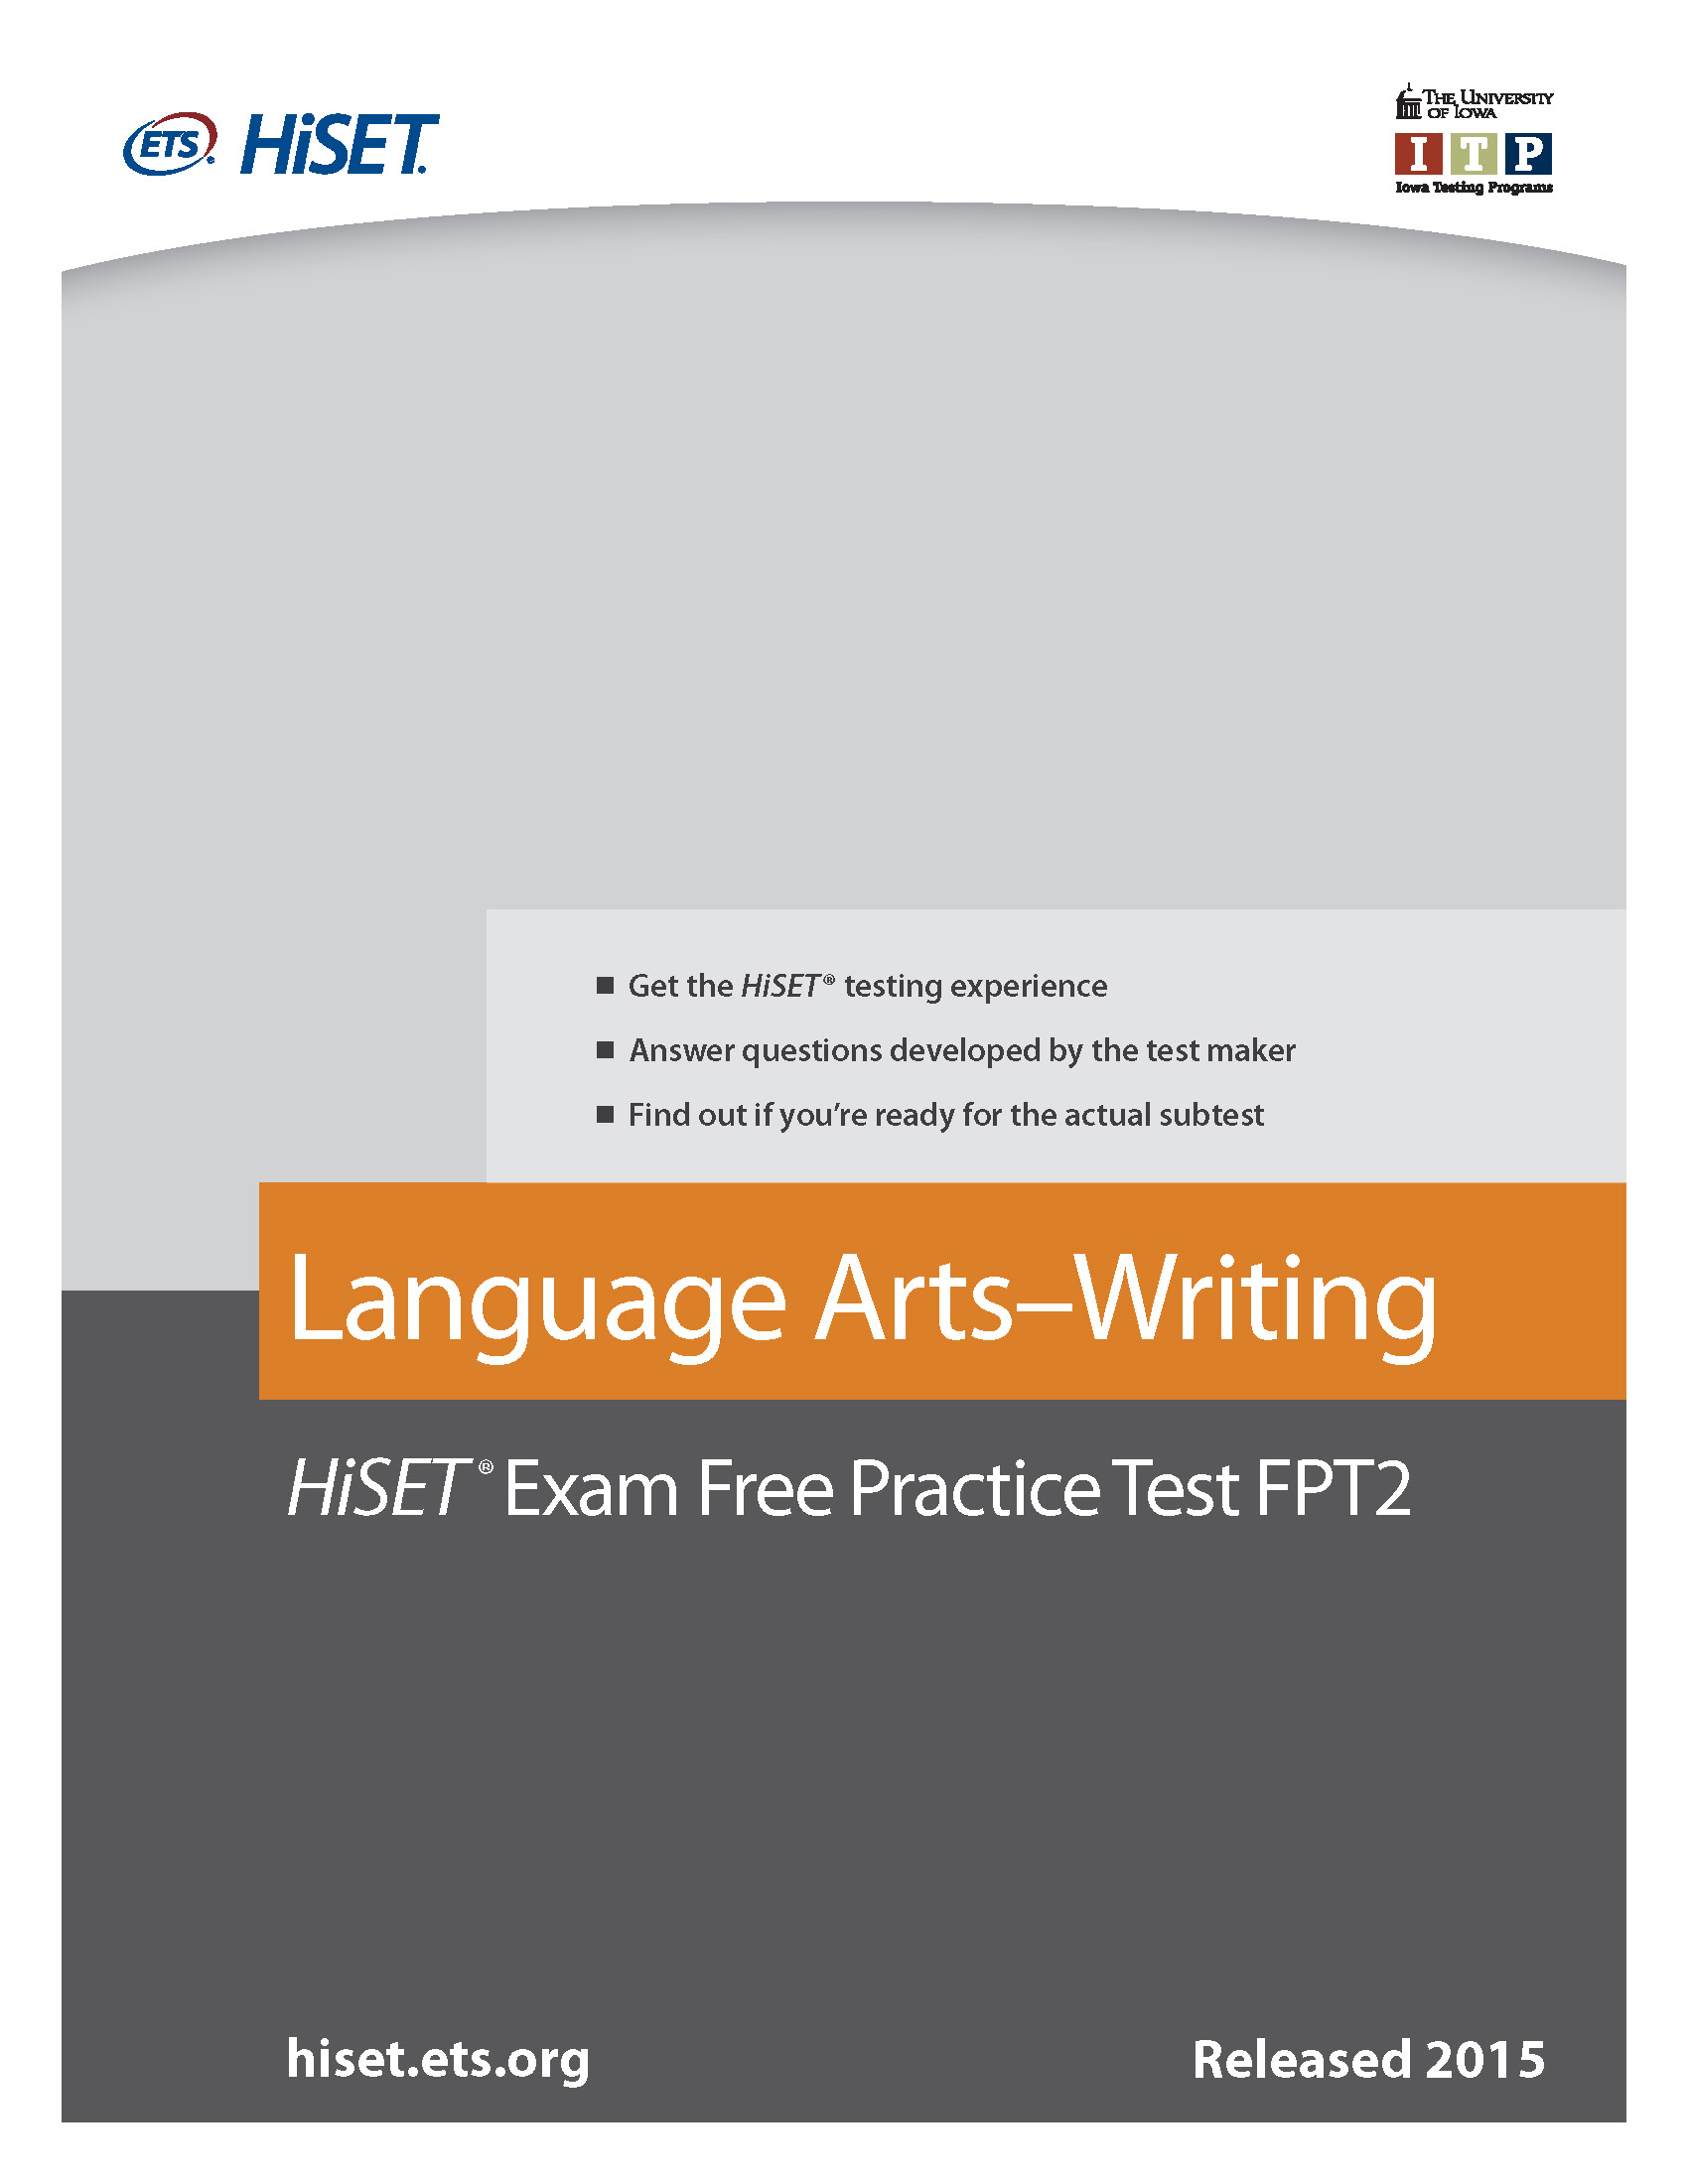 ETS® HiSET®
THE UNIVERSITY
OF IOWA
I T P
Iowa Testing Programs
■ Get the HiSET® testing experience
■ Answer questions developed by the test maker
■ Find out if you’re ready for the actual subtest
Language Arts–Writing
HiSET® Exam Free Practice Test FPT2
hiset.ets.org Released 2015